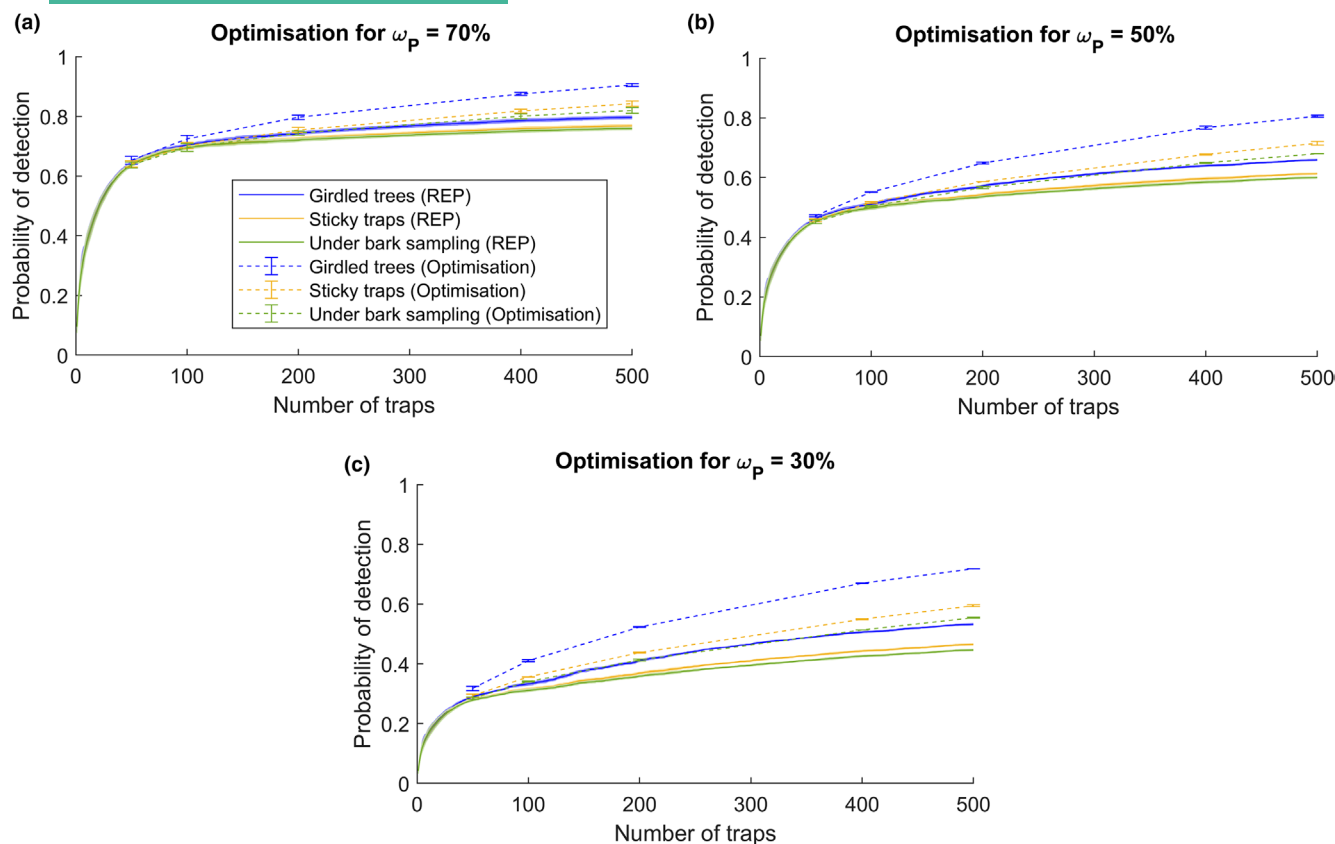 (a)
Optimisation for ωP = 70%
Probability of detection
1
0.8
0.6
0.4
0.2
0
Girdled trees (REP)
Sticky traps (REP)
Under bark sampling (REP)
Girdled trees (Optimisation)
Sticky traps (Optimisation)
Under bark sampling (Optimisation)
0 100 200 300 400 500
Number of traps
(b)
Optimisation for ωP = 50%
Probability of detection
1
0.8
0.6
0.4
0.2
0
0 100 200 300 400 500
Number of traps
(c)
Optimisation for ωP = 30%
Probability of detection
1
0.8
0.6
0.4
0.2
0
0 100 200 300 400 500
Number of traps